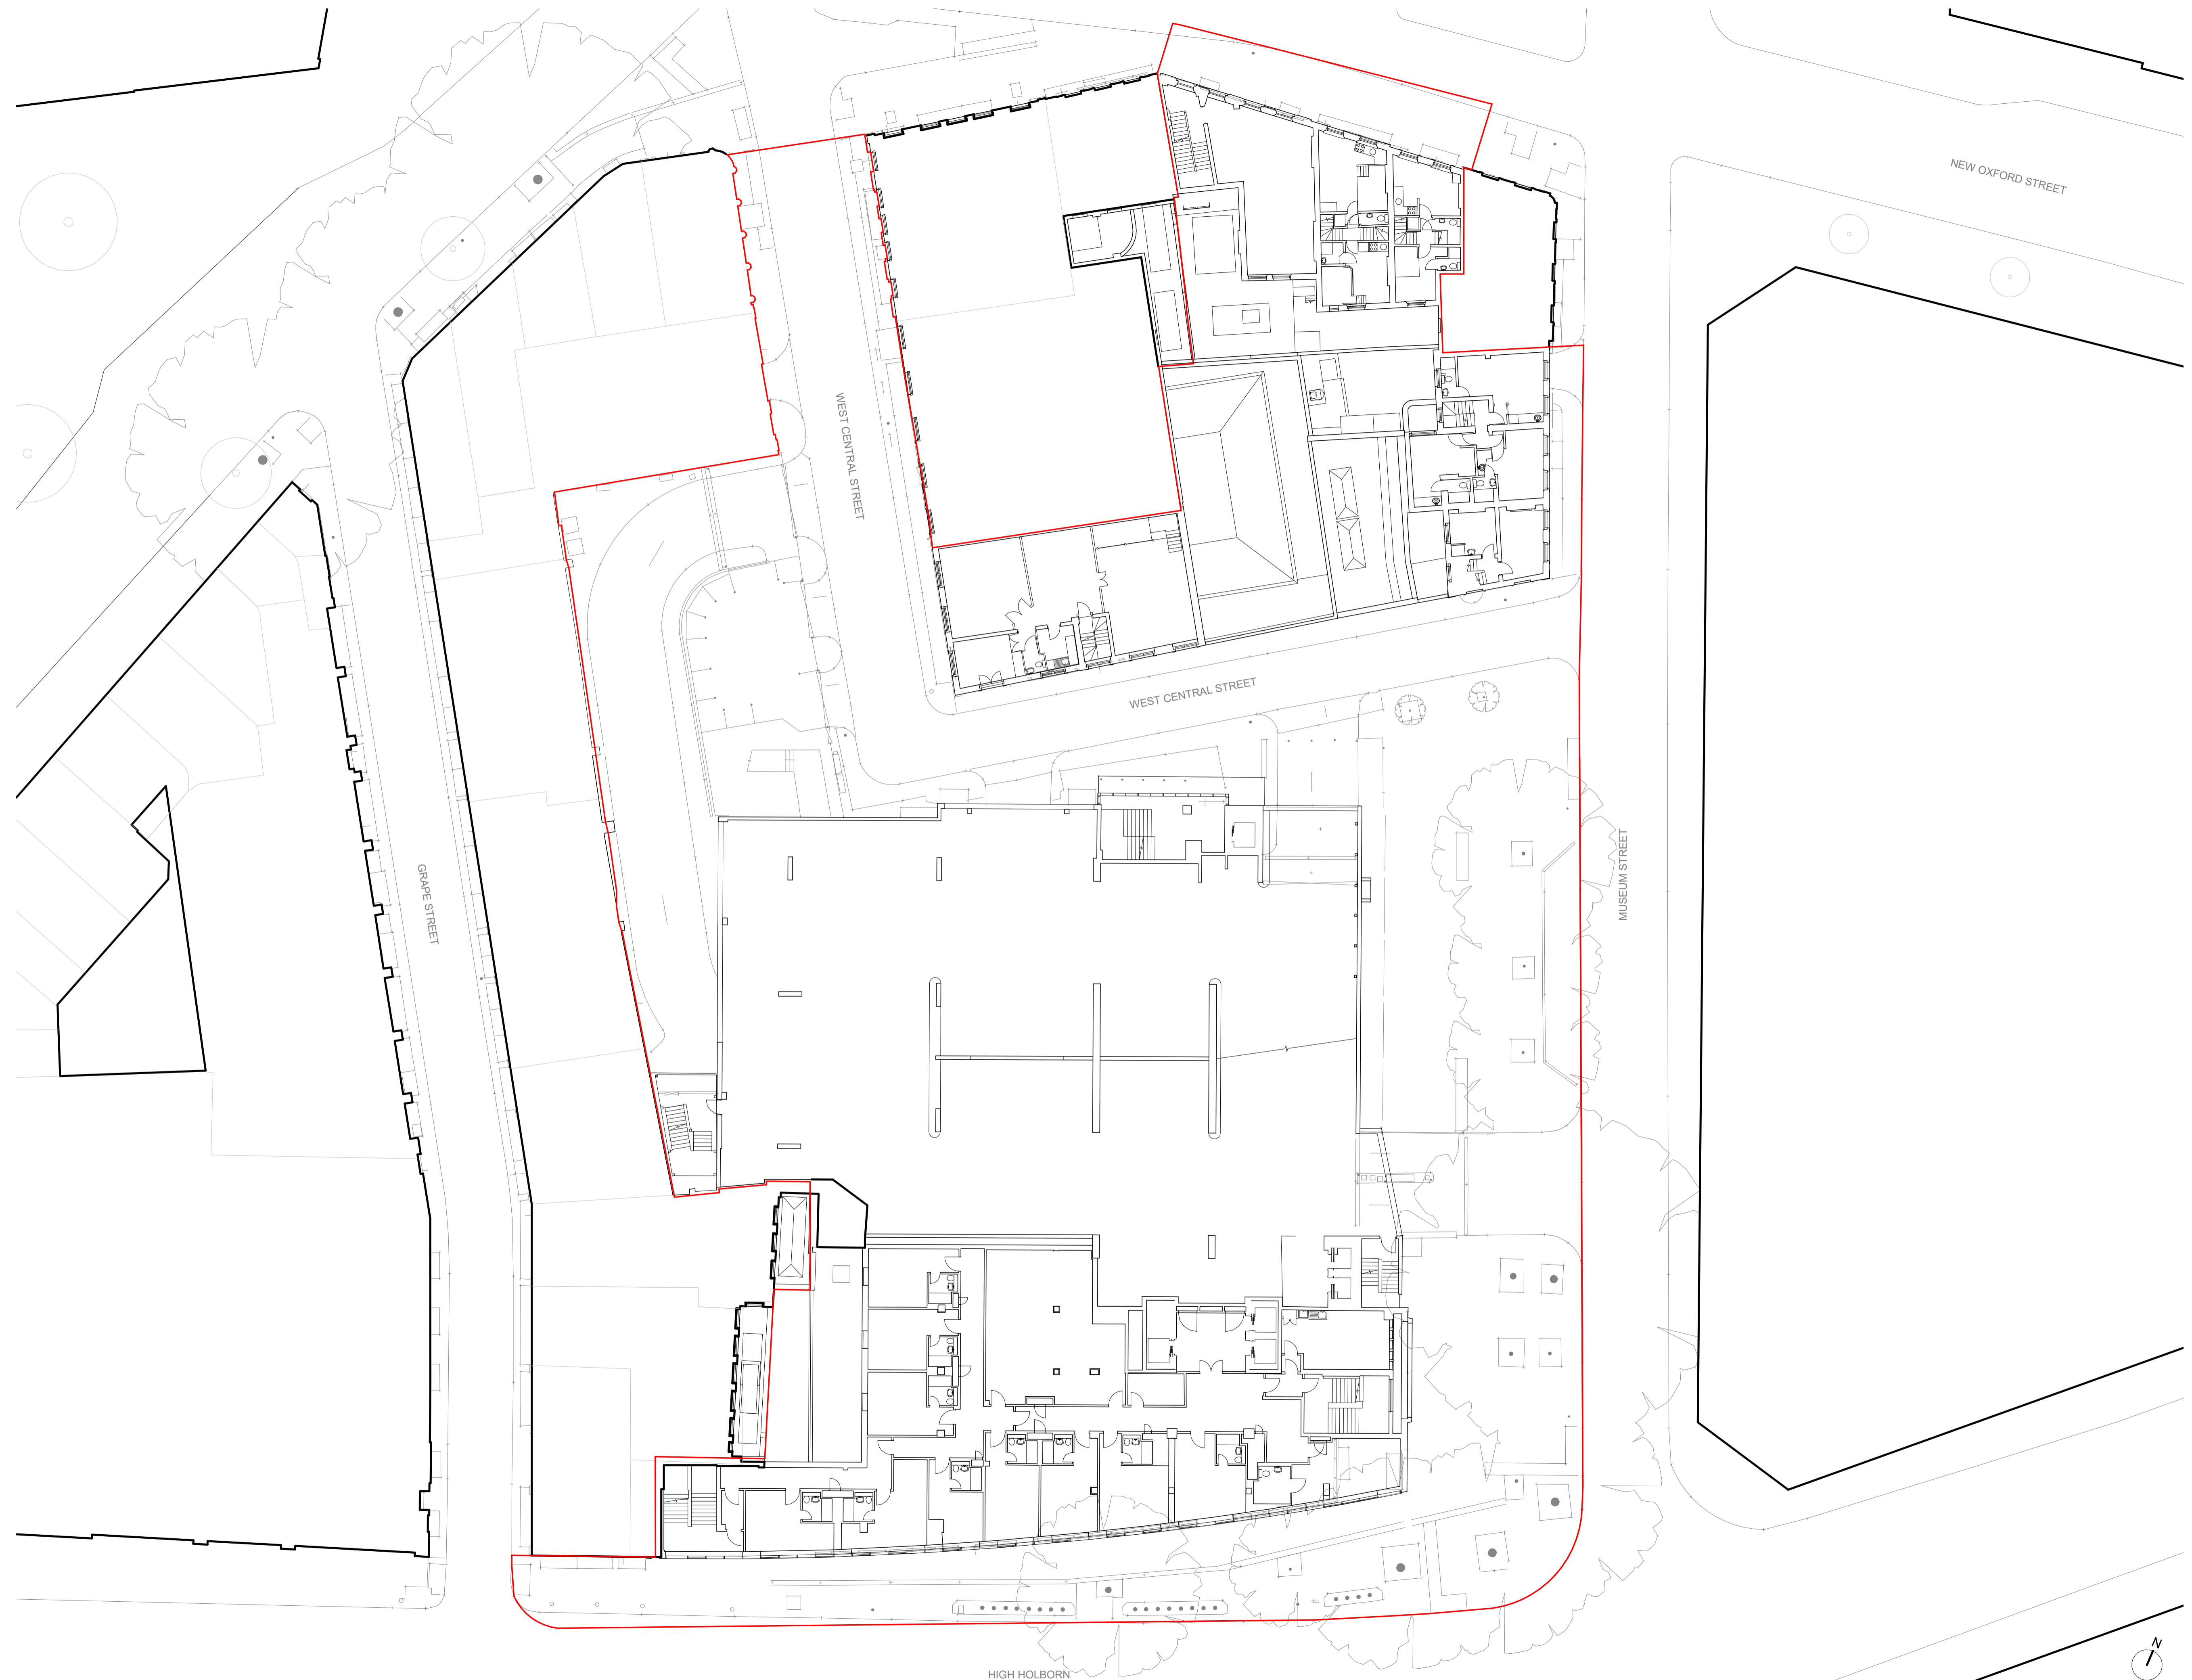 NEW OXFORD STREET
WEST CENTRAL STREET
WEST CENTRAL STREET
MUSEUM STREET
GRAPE STREET
N
HIGH HOLBORN